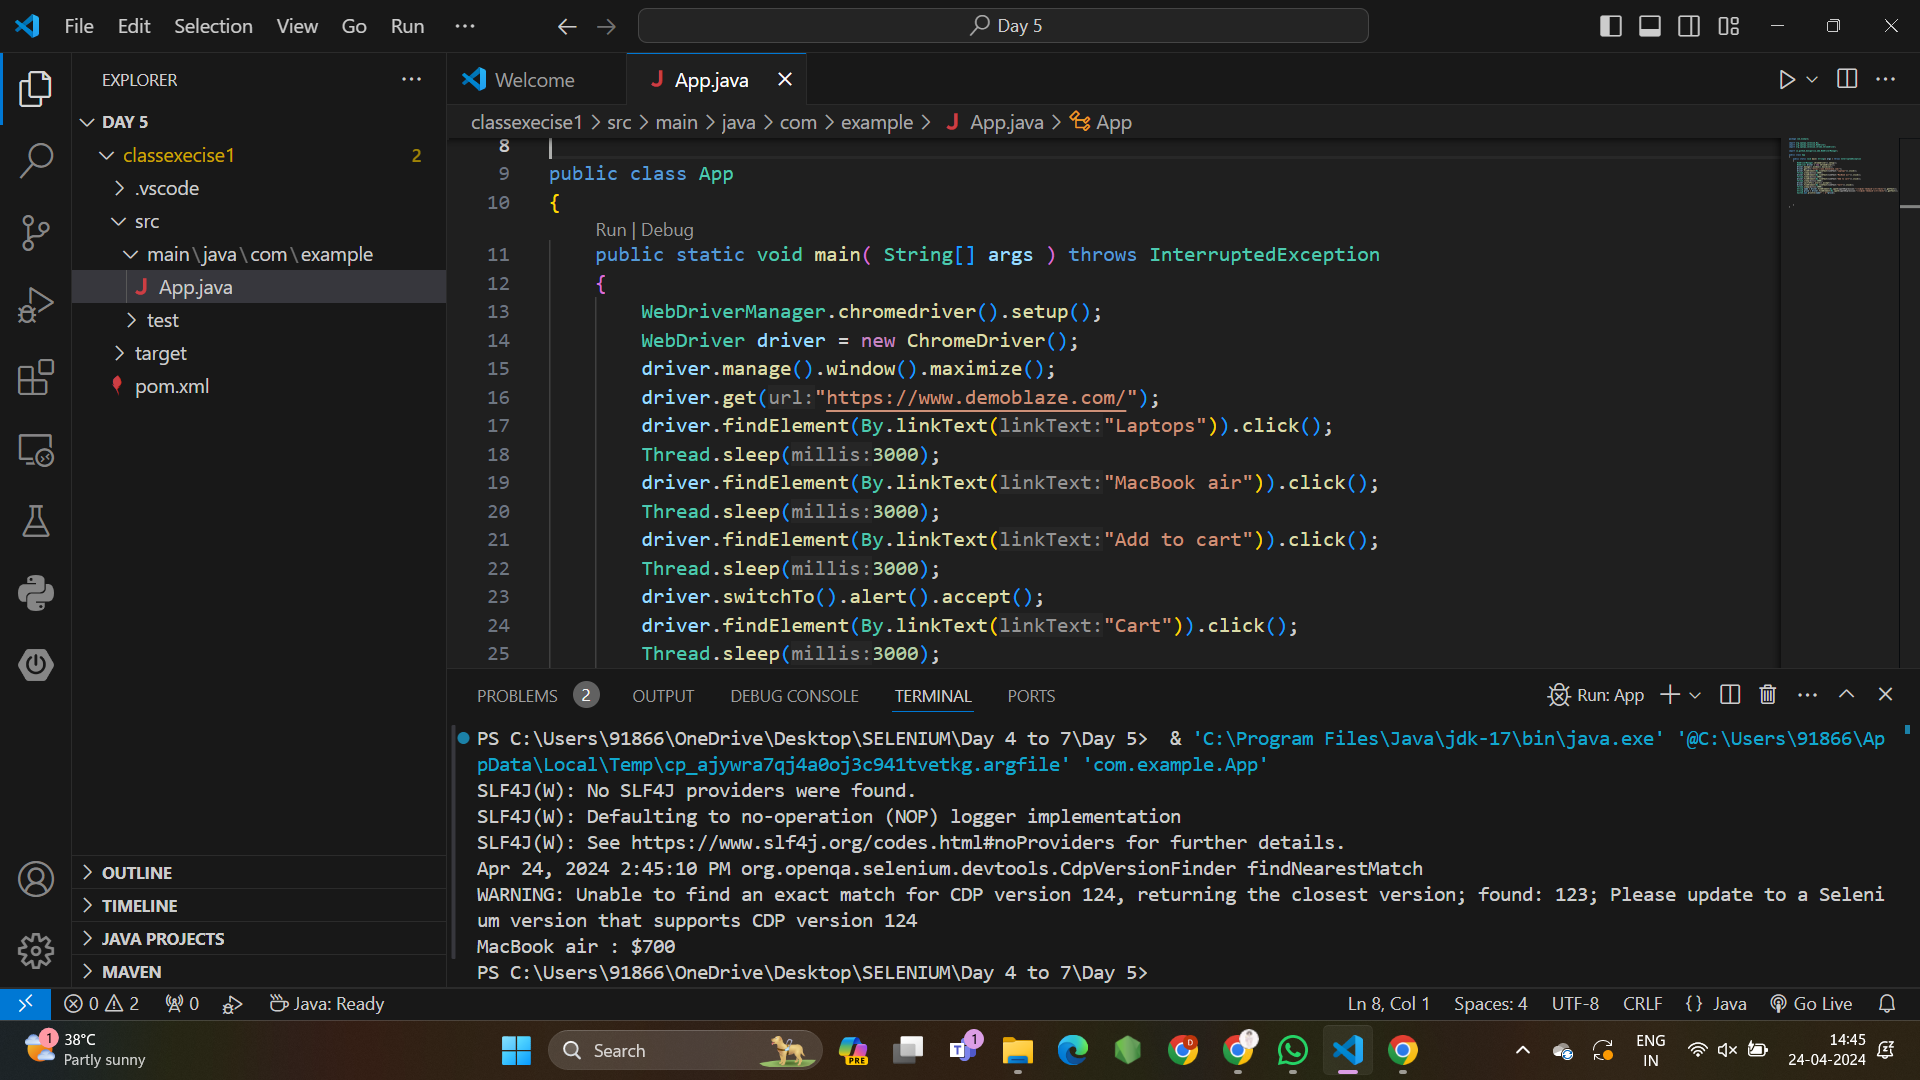 File Edit Selection View Go Run ···
Day 5
EXPLORER
DAY 5
classexecise1 2
.vscode
src
main\java\com\example
App.java
test
target
pom.xml
OUTLINE
TIMELINE
JAVA PROJECTS
MAVEN
Welcome App.java
classexecise1 > src > main > java > com > example > App.java > App
8
9 public class App
10 {
Run | Debug
11 public static void main( String[] args ) throws InterruptedException
12 {
13 WebDriverManager.chromedriver().setup();
14 WebDriver driver = new ChromeDriver();
15 driver.manage().window().maximize();
16 driver.get(url:"https://www.demoblaze.com/");
17 driver.findElement(By.linkText(linkText:"Laptops")).click();
18 Thread.sleep(millis:3000);
19 driver.findElement(By.linkText(linkText:"MacBook air")).click();
20 Thread.sleep(millis:3000);
21 driver.findElement(By.linkText(linkText:"Add to cart")).click();
22 Thread.sleep(millis:3000);
23 driver.switchTo().alert().accept();
24 driver.findElement(By.linkText(linkText:"Cart")).click();
25 Thread.sleep(millis:3000);
PROBLEMS 2 OUTPUT DEBUG CONSOLE TERMINAL PORTS Run: App
PS C:\Users\91866\OneDrive\Desktop\SELENIUM\Day 4 to 7\Day 5>  & 'C:\Program Files\Java\jdk-17\bin\java.exe' '@C:\Users\91866\Ap
pData\Local\Temp\cp_ajywra7qj4a0oj3c941tvetkg.argfile' 'com.example.App'
SLF4J(W): No SLF4J providers were found.
SLF4J(W): Defaulting to no-operation (NOP) logger implementation
SLF4J(W): See https://www.slf4j.org/codes.html#noProviders for further details.
Apr 24, 2024 2:45:10 PM org.openqa.selenium.devtools.CdpVersionFinder findNearestMatch
WARNING: Unable to find an exact match for CDP version 124, returning the closest version; found: 123; Please update to a Seleni
um version that supports CDP version 124
MacBook air : $700
PS C:\Users\91866\OneDrive\Desktop\SELENIUM\Day 4 to 7\Day 5>
0 2 0 Java: Ready Ln 8, Col 1 Spaces: 4 UTF-8 CRLF {} Java Go Live
1 38°C
Partly sunny
Search
PRE
1
ENG
IN
14:45
24-04-2024